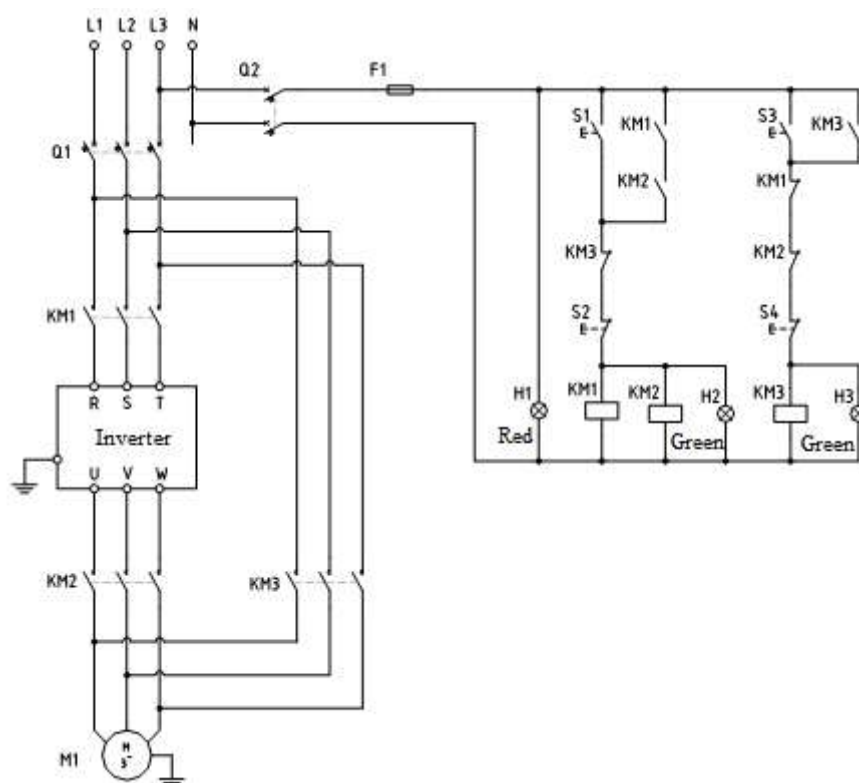 L1 L2 L3 N
Q2 F1
S1 KM1 S3 KM3
Q1
KM2 KM1
KM3 KM2
KM1
S2 S4
R S T
Inverter
H1 KM1 KM2 H2 KM3 H3
Red Green Green
U V W
KM2 KM3
M1
M
3~